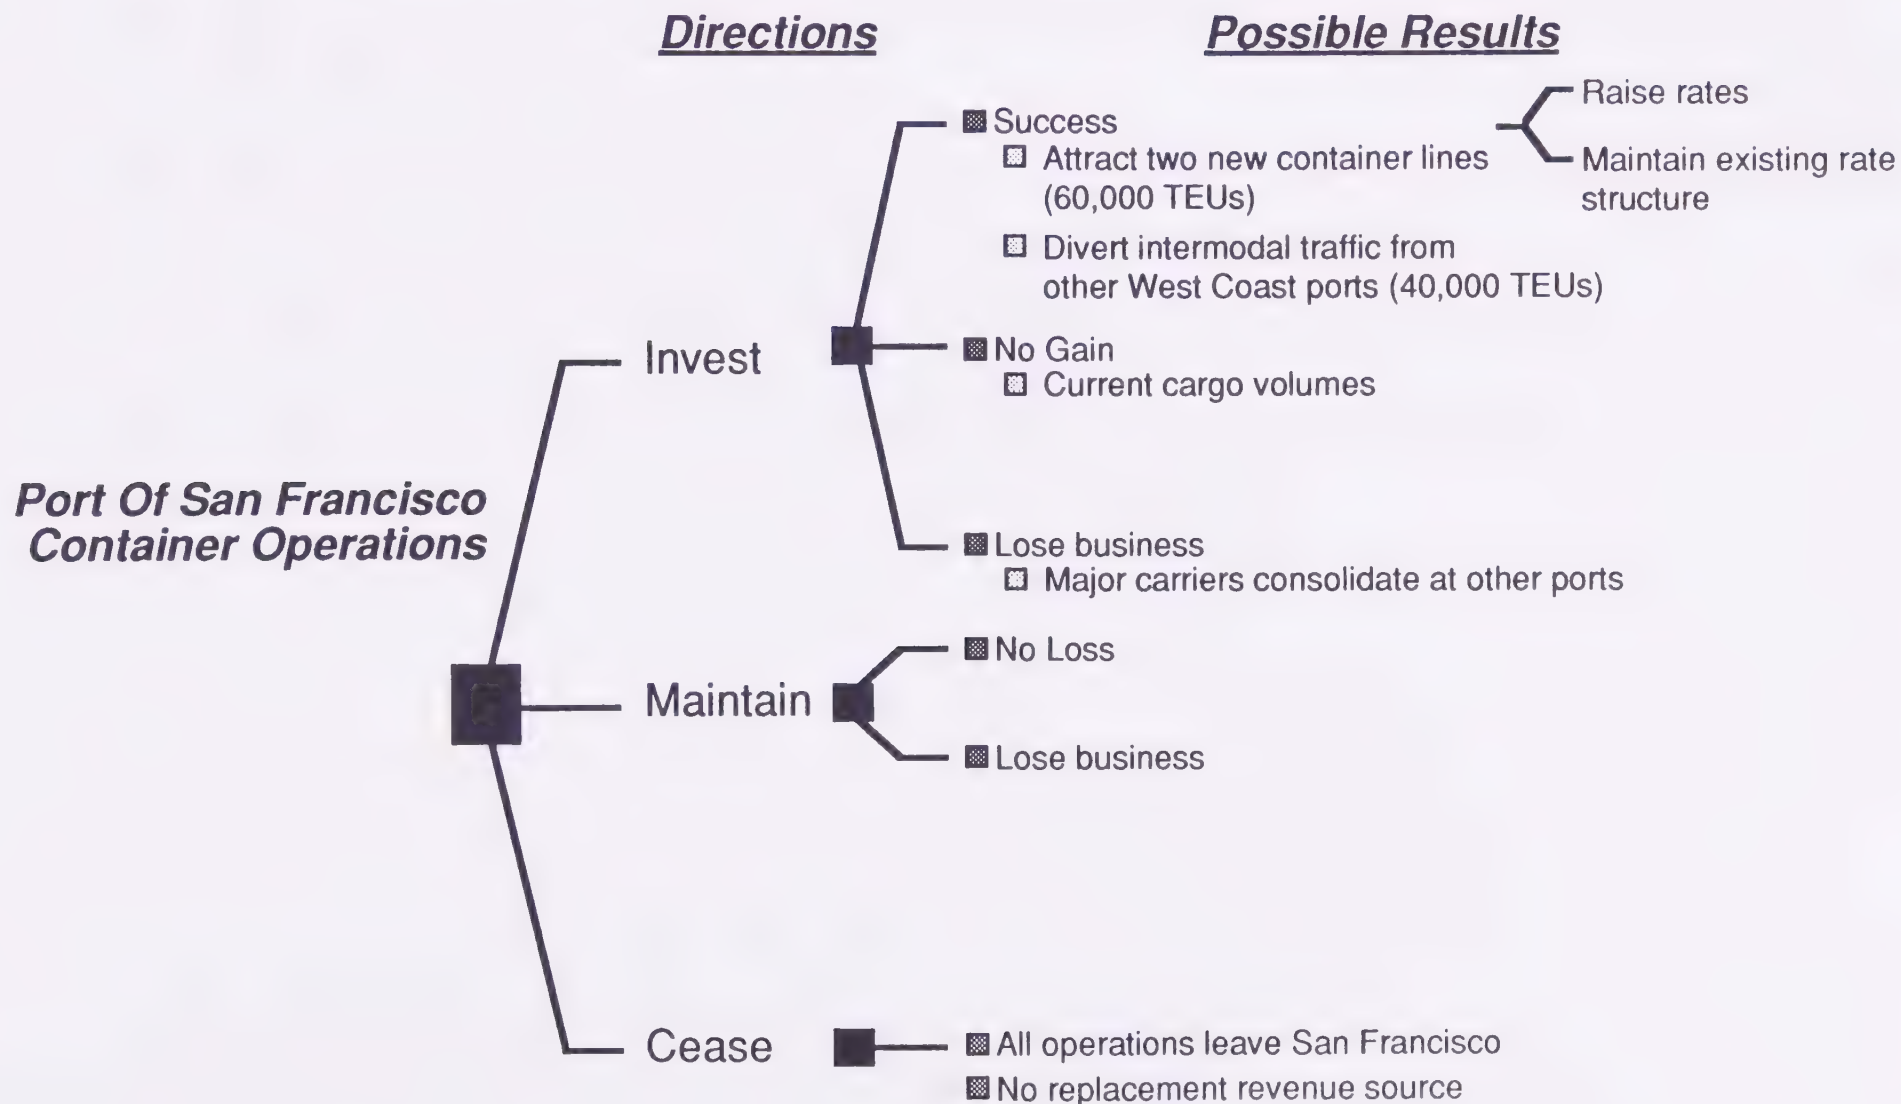 Directions
Possible Results
Port Of San Francisco
Container Operations
Invest
Success
Attract two new container lines
(60,000 TEUs)
Divert intermodal traffic from
other West Coast ports (40,000 TEUs)
Raise rates
Maintain existing rate
structure
No Gain
Current cargo volumes
Lose business
Major carriers consolidate at other ports
Maintain
No Loss
Lose business
Cease
All operations leave San Francisco
No replacement revenue source